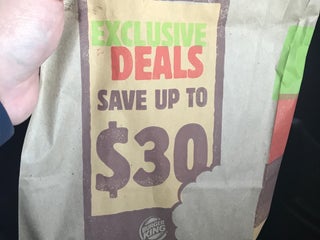 EXCLUSIVE
DEALS
SAVE UP TO
$30
BURGER
KING